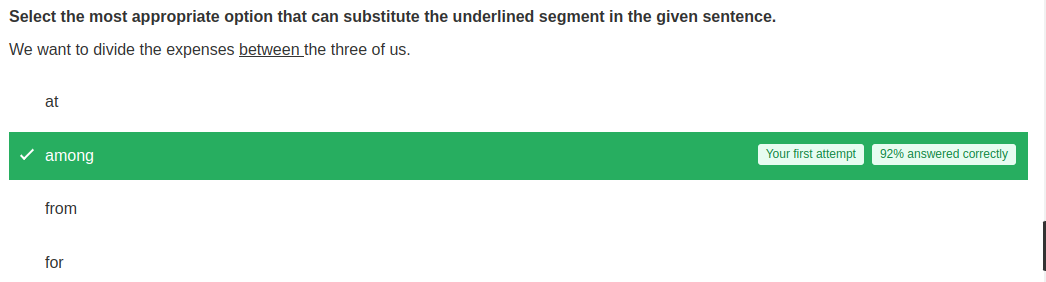 Select the most appropriate option that can substitute the underlined segment in the given sentence.
We want to divide the expenses between the three of us.
at
among
Your first attempt
92% answered correctly
from
for